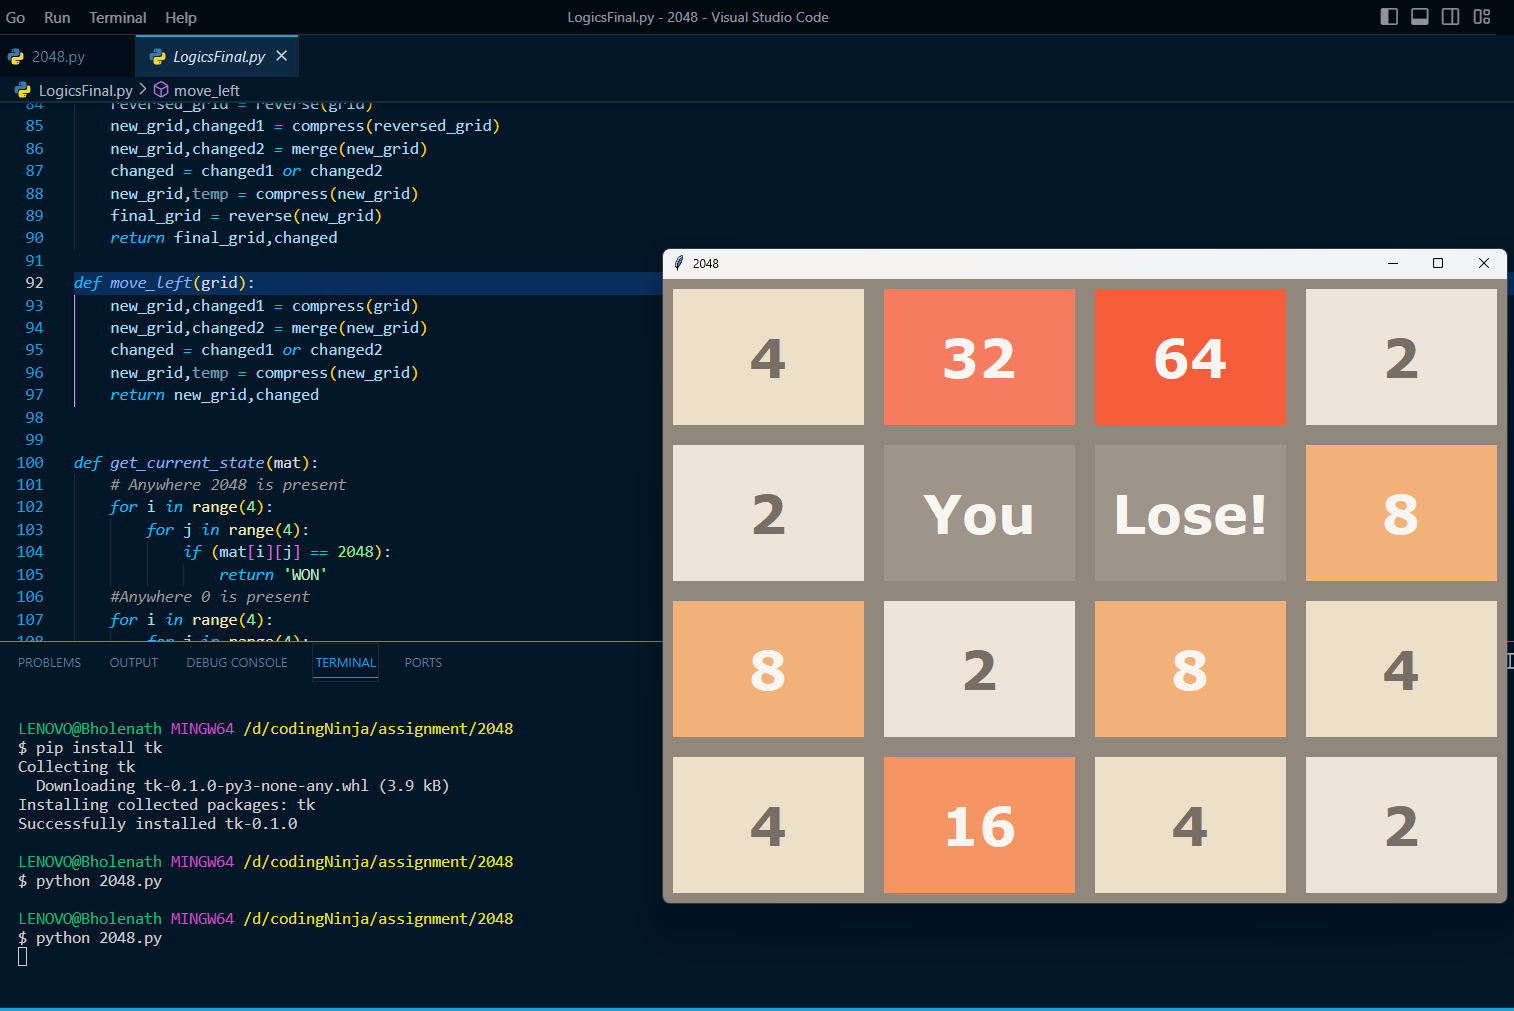 Go Run Terminal Help
LogicsFinal.py - 2048 - Visual Studio Code
2048.py LogicsFinal.py
LogicsFinal.py > move_left
84 reversed_grid = reverse(grid)
85 new_grid,changed1 = compress(reversed_grid)
86 new_grid,changed2 = merge(new_grid)
87 changed = changed1 or changed2
88 new_grid,temp = compress(new_grid)
89 final_grid = reverse(new_grid)
90 return final_grid,changed
91
92 def move_left(grid):
93 new_grid,changed1 = compress(grid)
94 new_grid,changed2 = merge(new_grid)
95 changed = changed1 or changed2
96 new_grid,temp = compress(new_grid)
97 return new_grid,changed
98
99
100 def get_current_state(mat):
101 # Anywhere 2048 is present
102 for i in range(4):
103 for j in range(4):
104 if (mat[i][j] == 2048):
105 return 'WON'
106 #Anywhere 0 is present
107 for i in range(4):
108 for j in range(4):
PROBLEMS OUTPUT DEBUG CONSOLE TERMINAL PORTS
LENOVO@Bholenath MINGW64 /d/codingNinja/assignment/2048
$ pip install tk
Collecting tk
Downloading tk-0.1.0-py3-none-any.whl (3.9 kB)
Installing collected packages: tk
Successfully installed tk-0.1.0
LENOVO@Bholenath MINGW64 /d/codingNinja/assignment/2048
$ python 2048.py
LENOVO@Bholenath MINGW64 /d/codingNinja/assignment/2048
$ python 2048.py
2048
4 32 64 2
2 You Lose! 8
8 2 8 4
4 16 4 2